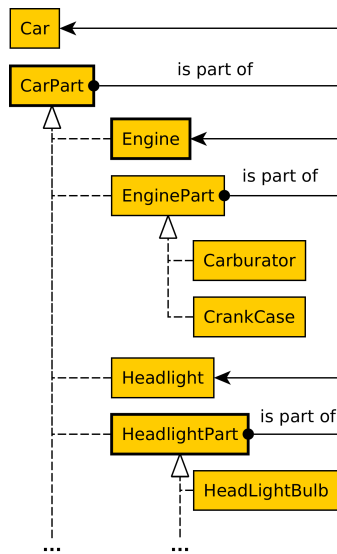 Car
is part of
CarPart
Engine
is part of
EnginePart
Carburator
CrankCase
Headlight
is part of
HeadlightPart
HeadLightBulb
... ...